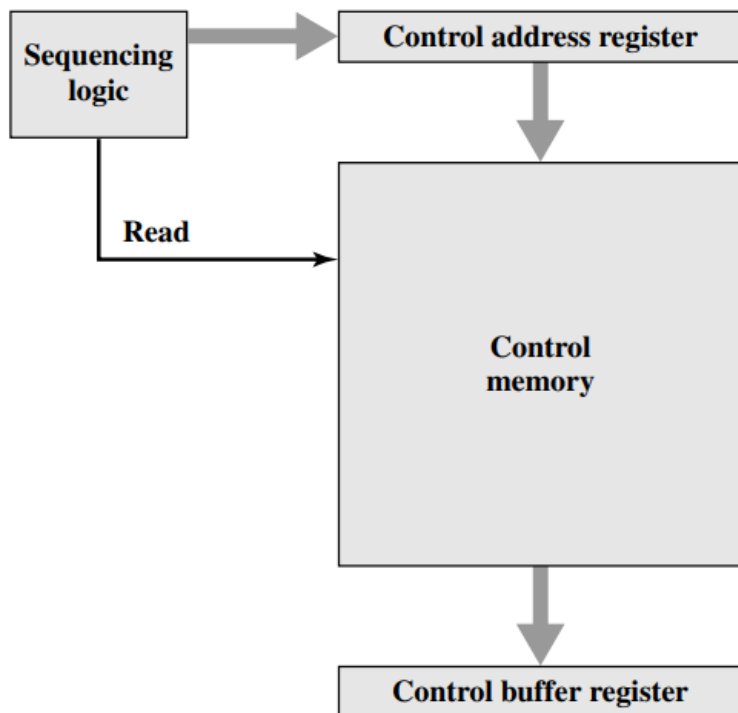 Sequencing
logic
Control address register
Read
Control
memory
Control buffer register